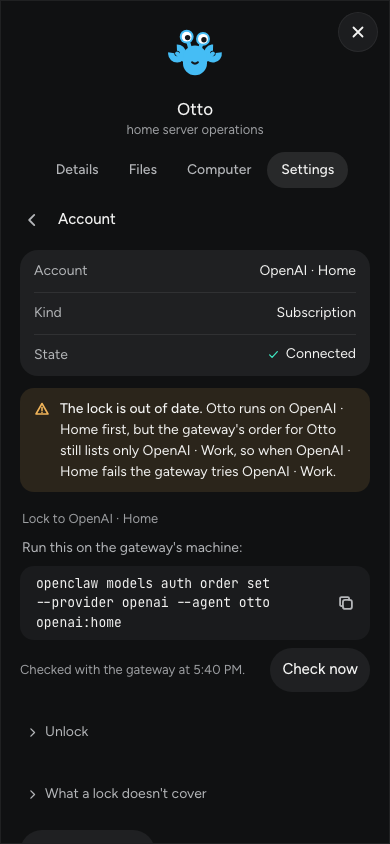 Otto
home server operations
Details Files Computer Settings
Account
Account OpenAI · Home
Kind Subscription
State Connected
The lock is out of date. Otto runs on OpenAI ·
Home first, but the gateway's order for Otto
still lists only OpenAI · Work, so when OpenAI ·
Home fails the gateway tries OpenAI · Work.
Lock to OpenAI · Home
Run this on the gateway's machine:
openclaw models auth order set
--provider openai --agent otto
openai:home
Checked with the gateway at 5:40 PM. Check now
Unlock
What a lock doesn't cover